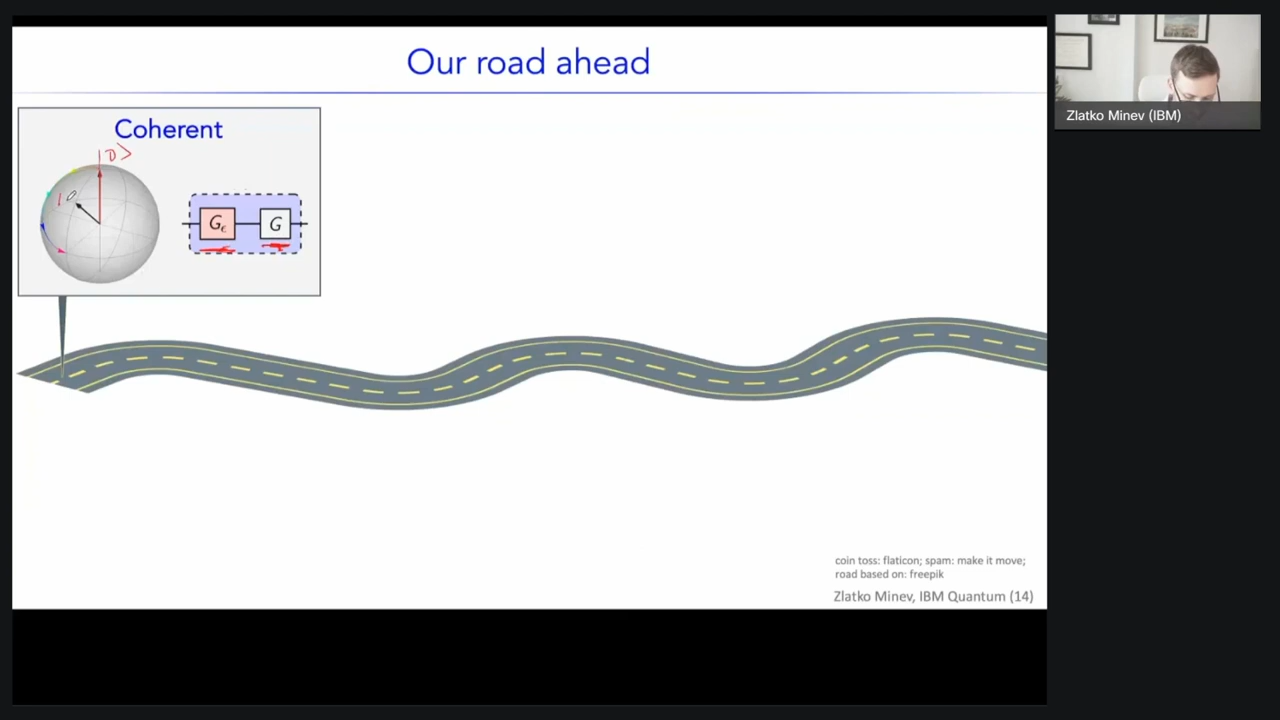 Our road ahead
Zlatko Minev (IBM)
Coherent
|0>
Gε
G
coin toss: flaticon; spam: make it move;
road based on: freepik
Zlatko Minev, IBM Quantum (14)